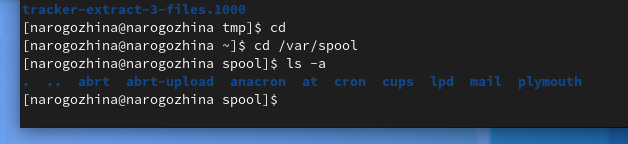 tracker-extract-3-files.1000
[narogozhina@narogozhina tmp]$ cd
[narogozhina@narogozhina ~]$ cd /var/spool
[narogozhina@narogozhina spool]$ ls -a
. .. abrt abrt-upload anacron at cron cups lpd mail plymouth
[narogozhina@narogozhina spool]$